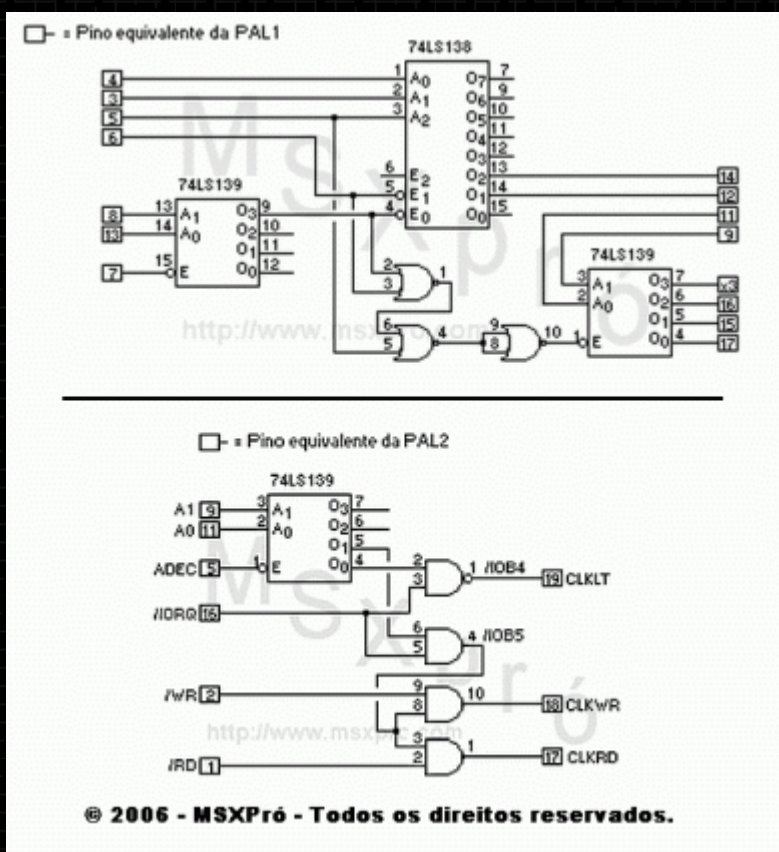 = Pino equivalente da PAL1
74LS138
4
3
5
6
1 A0
2 A1
3 A2
6 E2
5 E1
4 E0
O7 7
O6 9
O5 10
O4 11
O3 12
O2 13
O1 14
O0 15
14
12
11
9
74LS139
8
13
7
13 A1
14 A0
15 E
O3 9
O2 10
O1 11
O0 12
2
3
1
6
5
4
9
8
10
74LS139
3 A1
2 A0
1 E
O3 7
O2 6
O1 5
O0 4
x3
16
15
17
MSXpró
http://www.msxpro.com
= Pino equivalente da PAL2
74LS139
A1 9
A0 11
ADEC 5
/IORQ 16
/WR 2
/RD 1
3 A1
2 A0
1 E
O3 7
O2 6
O1 5
O0 4
2
3
1 /IOB4
19 CLKLT
6
5
4 /IOB5
9
8
10
18 CLKWR
3
2
1
17 CLKRD
MSXpró
http://www.msxpro.com
© 2006 - MSXPró - Todos os direitos reservados.